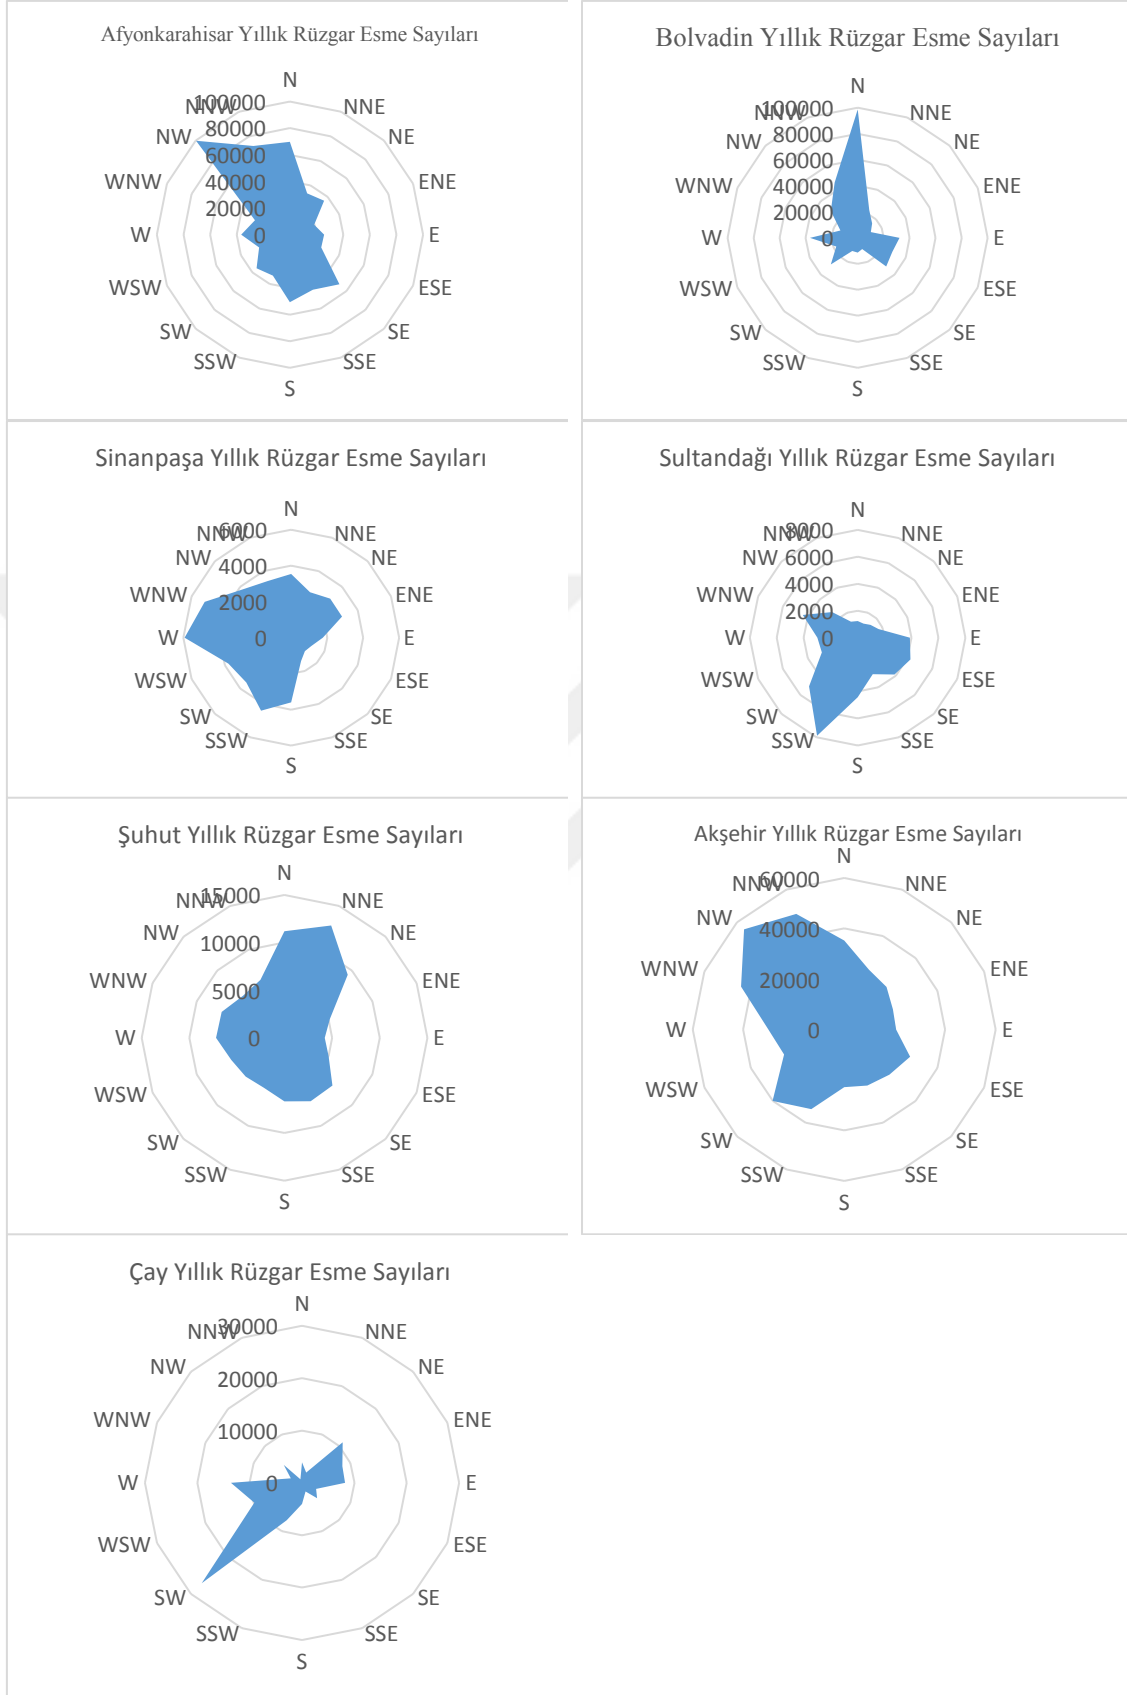 Afyonkarahisar Yıllık Rüzgar Esme Sayıları
N
NNE
NE
ENE
E
ESE
SE
SSE
S
SSW
SW
WSW
W
WNW
NW
NNW
100000
80000
60000
40000
20000
0
Bolvadin Yıllık Rüzgar Esme Sayıları
N
NNE
NE
ENE
E
ESE
SE
SSE
S
SSW
SW
WSW
W
WNW
NW
NNW
100000
80000
60000
40000
20000
0
Sinanpaşa Yıllık Rüzgar Esme Sayıları
N
NNE
NE
ENE
E
ESE
SE
SSE
S
SSW
SW
WSW
W
WNW
NW
NNW
6000
4000
2000
0
Sultandağı Yıllık Rüzgar Esme Sayıları
N
NNE
NE
ENE
E
ESE
SE
SSE
S
SSW
SW
WSW
W
WNW
NW
NNW
8000
6000
4000
2000
0
Şuhut Yıllık Rüzgar Esme Sayıları
N
NNE
NE
ENE
E
ESE
SE
SSE
S
SSW
SW
WSW
W
WNW
NW
NNW
15000
10000
5000
0
Akşehir Yıllık Rüzgar Esme Sayıları
N
NNE
NE
ENE
E
ESE
SE
SSE
S
SSW
SW
WSW
W
WNW
NW
NNW
60000
40000
20000
0
Çay Yıllık Rüzgar Esme Sayıları
N
NNE
NE
ENE
E
ESE
SE
SSE
S
SSW
SW
WSW
W
WNW
NW
NNW
30000
20000
10000
0